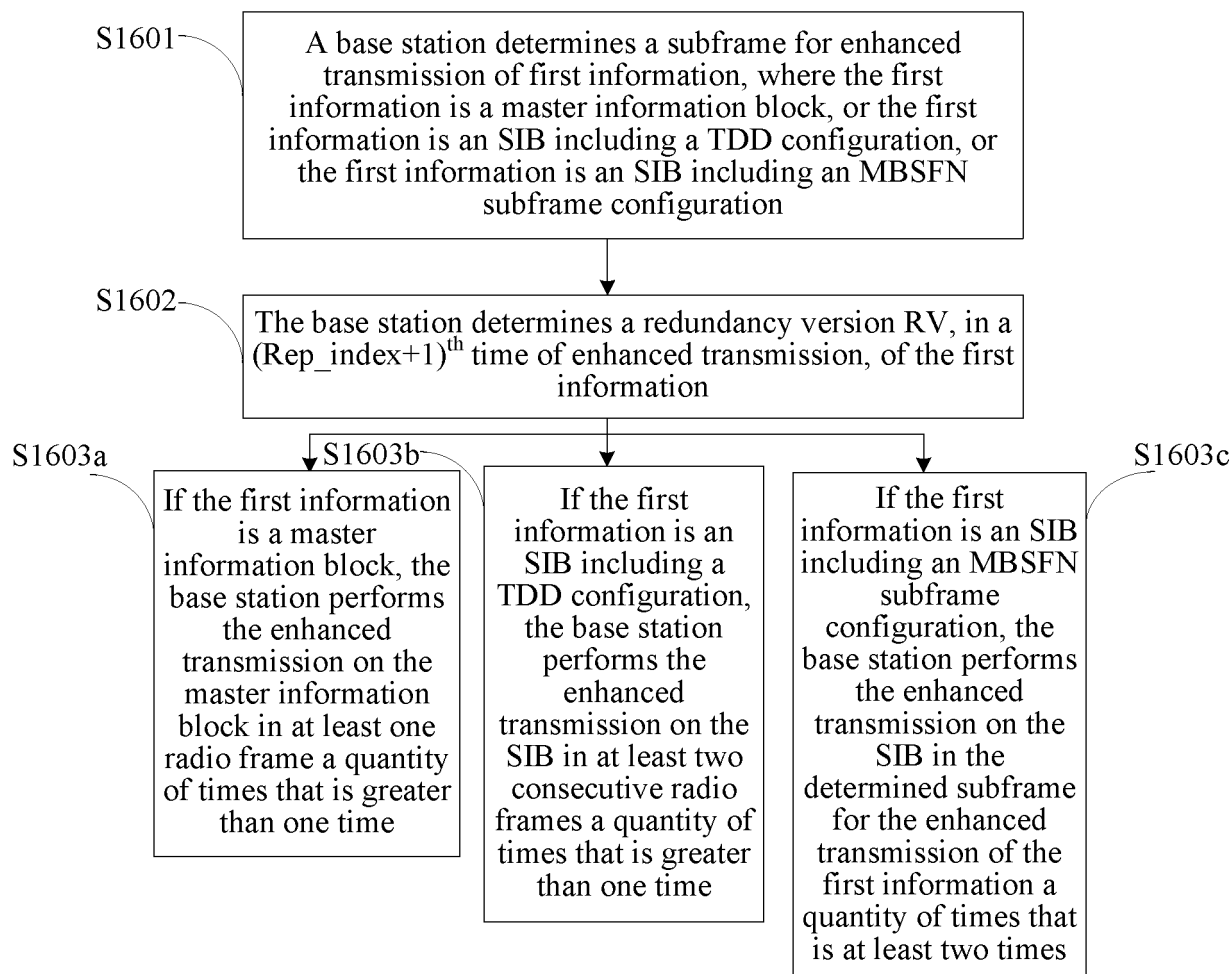 S1601
A base station determines a subframe for enhanced
transmission of first information, where the first
information is a master information block, or the first
information is an SIB including a TDD configuration, or
the first information is an SIB including an MBSFN
subframe configuration
S1602
The base station determines a redundancy version RV, in a
(Rep_index+1)th time of enhanced transmission, of the first
information
S1603a
If the first information
is a master
information block, the
base station performs
the enhanced
transmission on the
master information
block in at least one
radio frame a quantity
of times that is greater
than one time
S1603b
If the first
information is an
SIB including a
TDD configuration,
the base station
performs the
enhanced
transmission on the
SIB in at least two
consecutive radio
frames a quantity of
times that is greater
than one time
S1603c
If the first
information is an SIB
including an MBSFN
subframe
configuration, the
base station performs
the enhanced
transmission on the
SIB in the
determined subframe
for the enhanced
transmission of the
first information a
quantity of times that
is at least two times